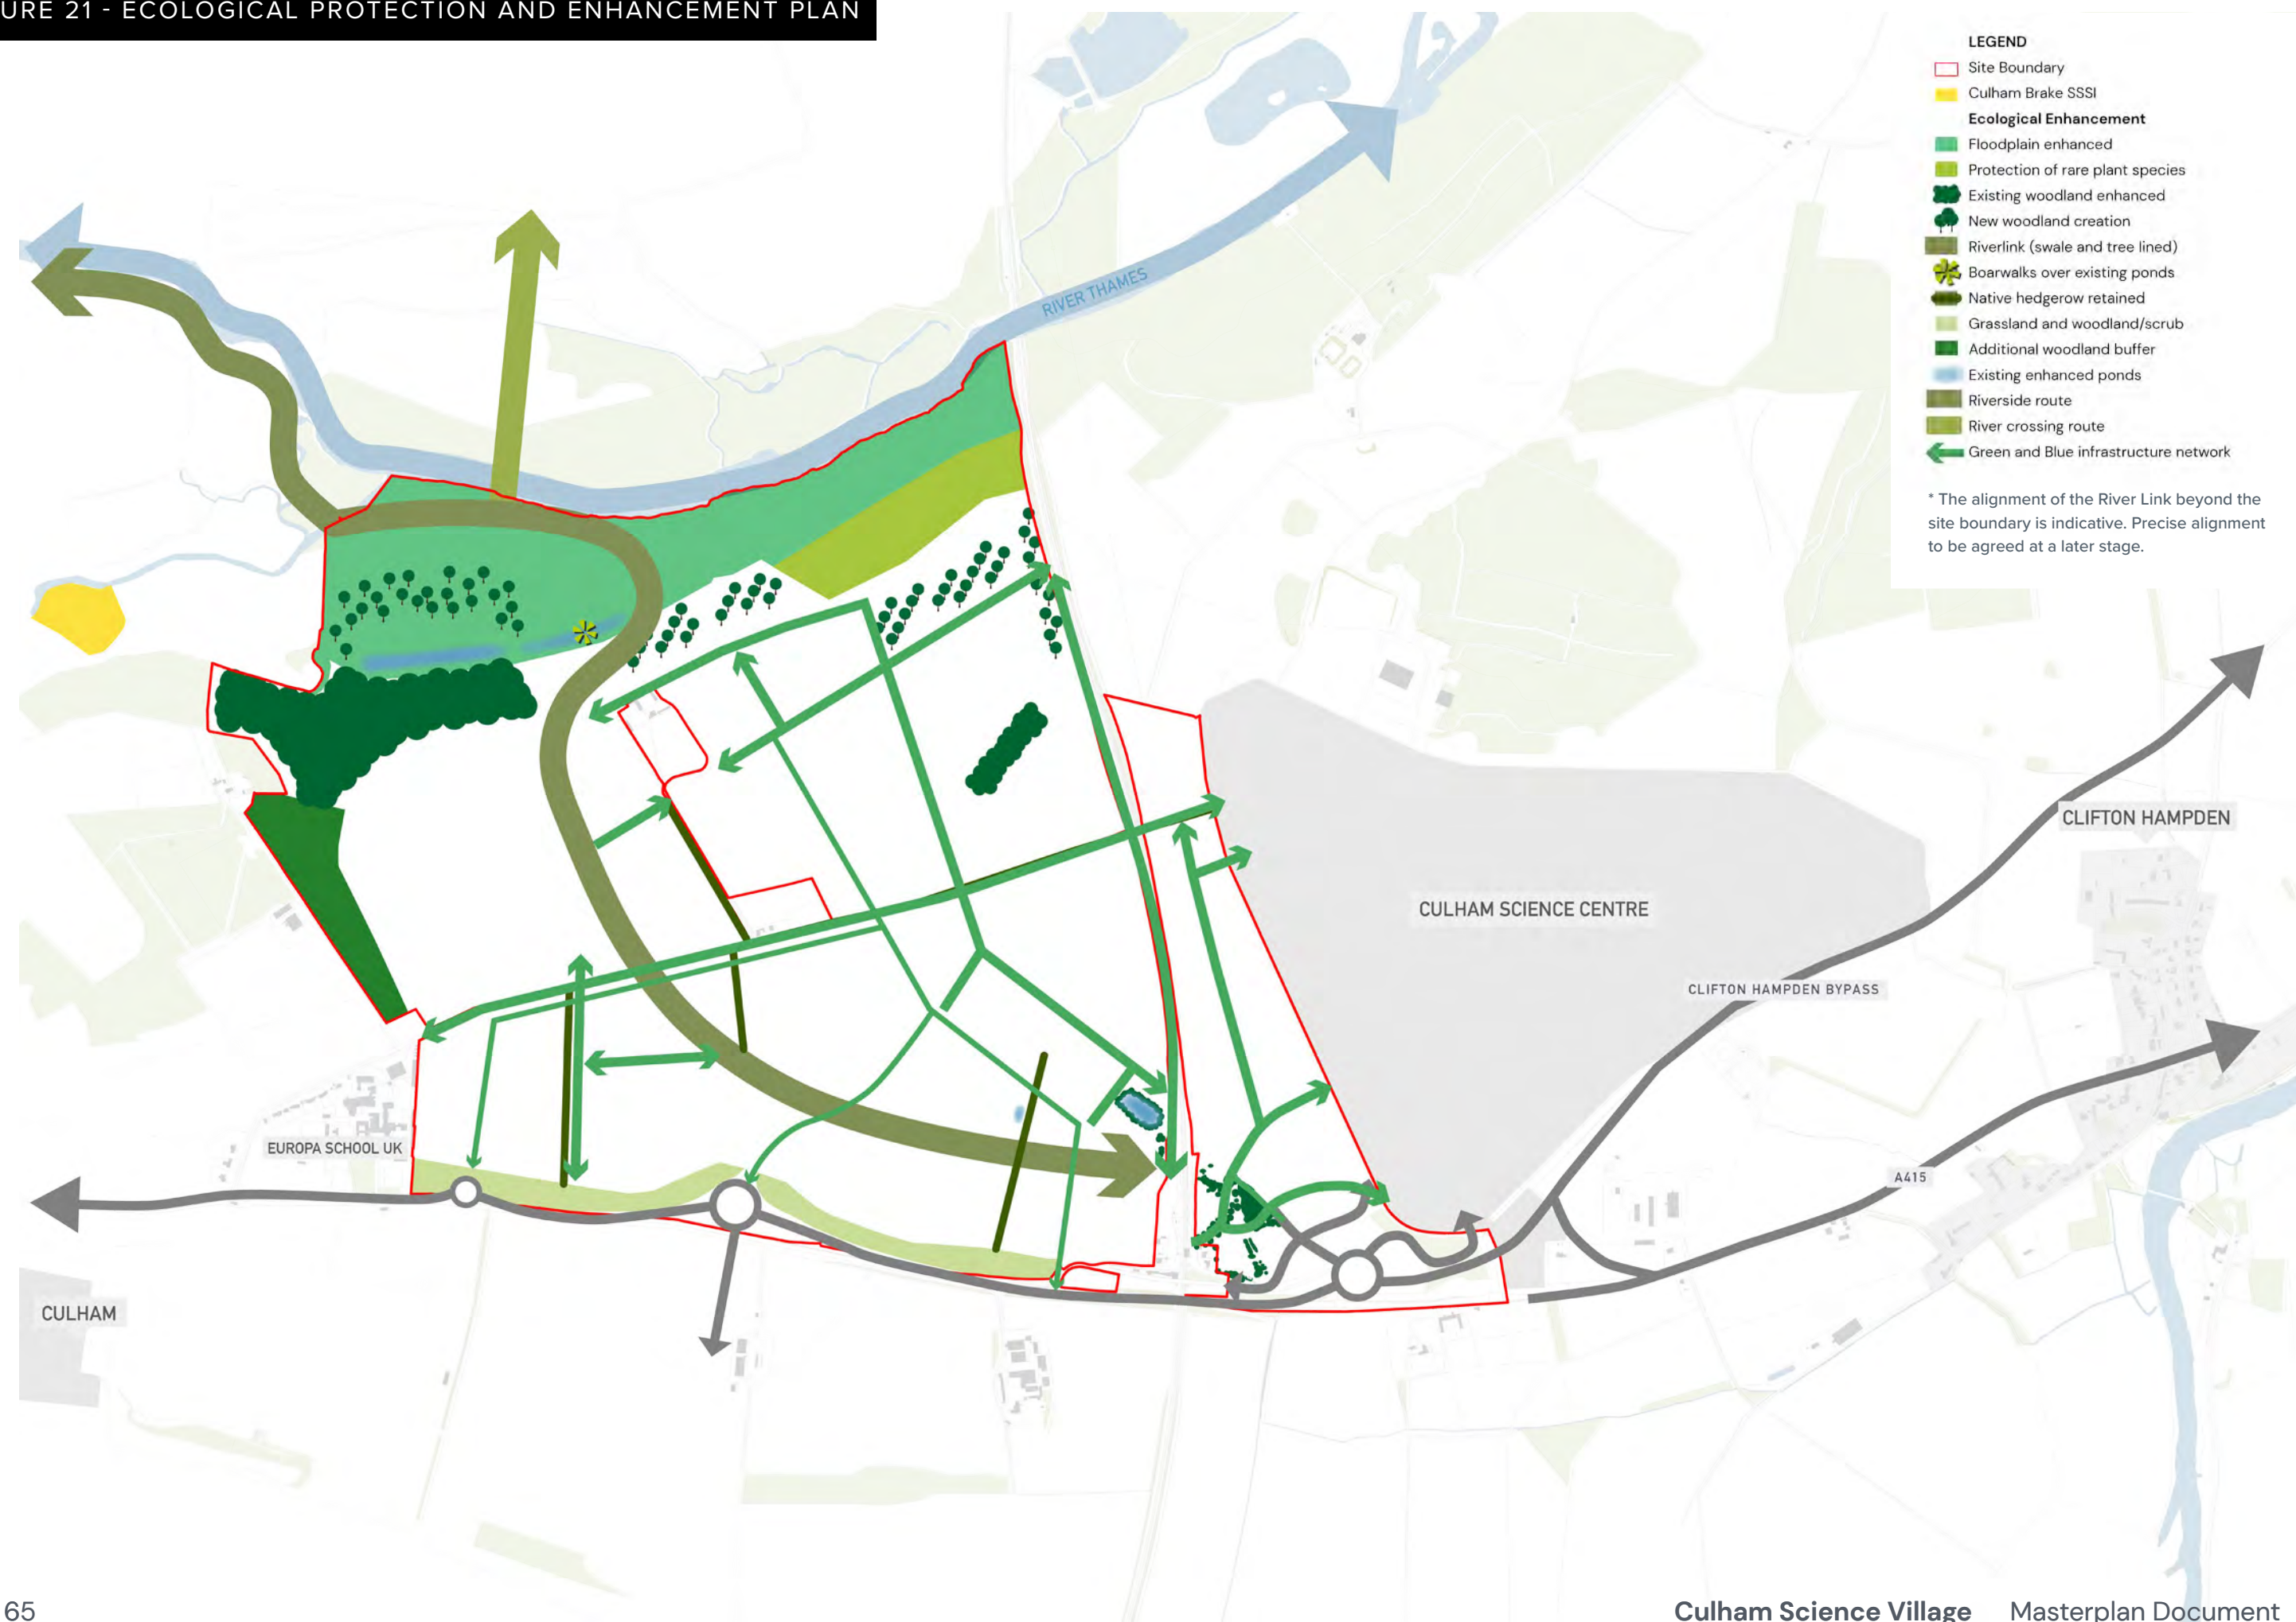 URE 21 - ECOLOGICAL PROTECTION AND ENHANCEMENT PLAN
LEGEND
Site Boundary
Culham Brake SSSI
Ecological Enhancement
Floodplain enhanced
Protection of rare plant species
Existing woodland enhanced
New woodland creation
Riverlink (swale and tree lined)
Boarwalks over existing ponds
Native hedgerow retained
Grassland and woodland/scrub
Additional woodland buffer
Existing enhanced ponds
Riverside route
River crossing route
Green and Blue infrastructure network
* The alignment of the River Link beyond the
site boundary is indicative. Precise alignment
to be agreed at a later stage.
RIVER THAMES
CLIFTON HAMPDEN
CULHAM SCIENCE CENTRE
CLIFTON HAMPDEN BYPASS
EUROPA SCHOOL UK
A415
CULHAM
65
Culham Science Village Masterplan Document